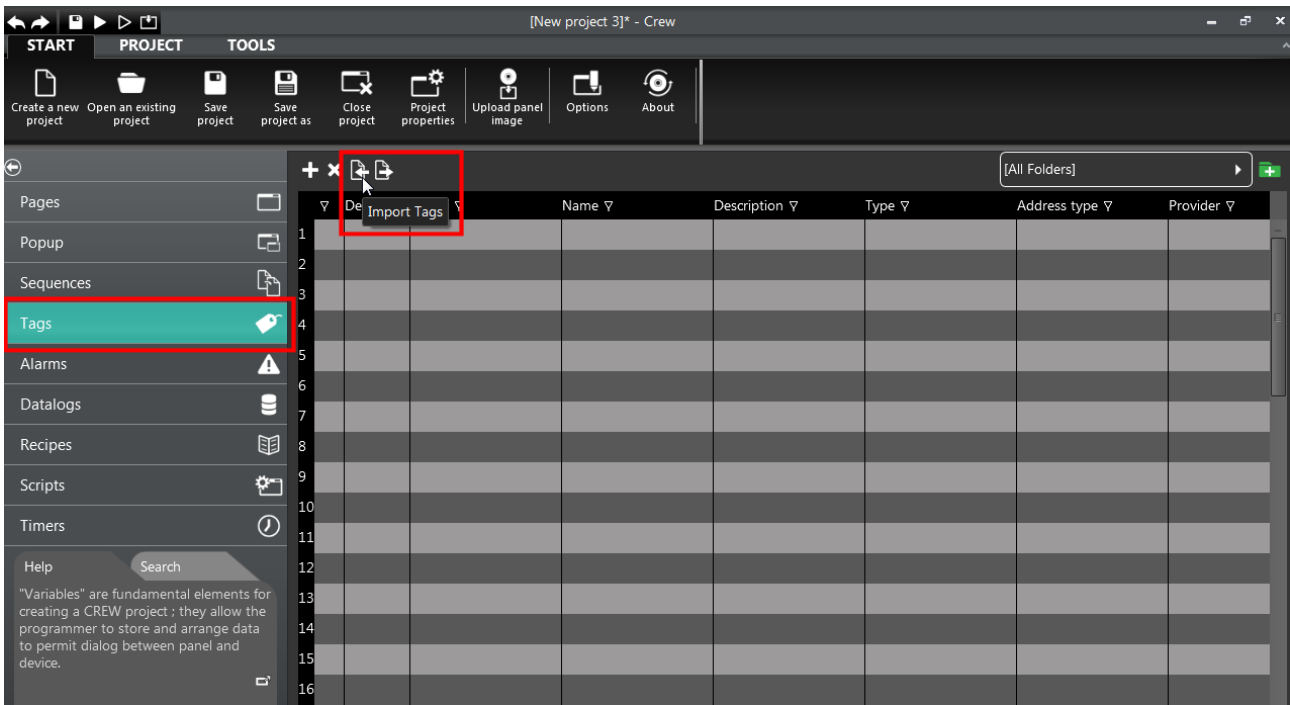 [New project 3]* - Crew
START PROJECT TOOLS
Create a new project
Open an existing project
Save project
Save project as
Close project
Project properties
Upload panel image
Options
About
[All Folders]
Pages
Popup
Sequences
Tags
Alarms
Datalogs
Recipes
Scripts
Timers
Import Tags
De Name Description Type Address type Provider
1
2
3
4
5
6
7
8
9
10
11
12
13
14
15
16
Help Search
"Variables" are fundamental elements for
creating a CREW project ; they allow the
programmer to store and arrange data
to permit dialog between panel and
device.